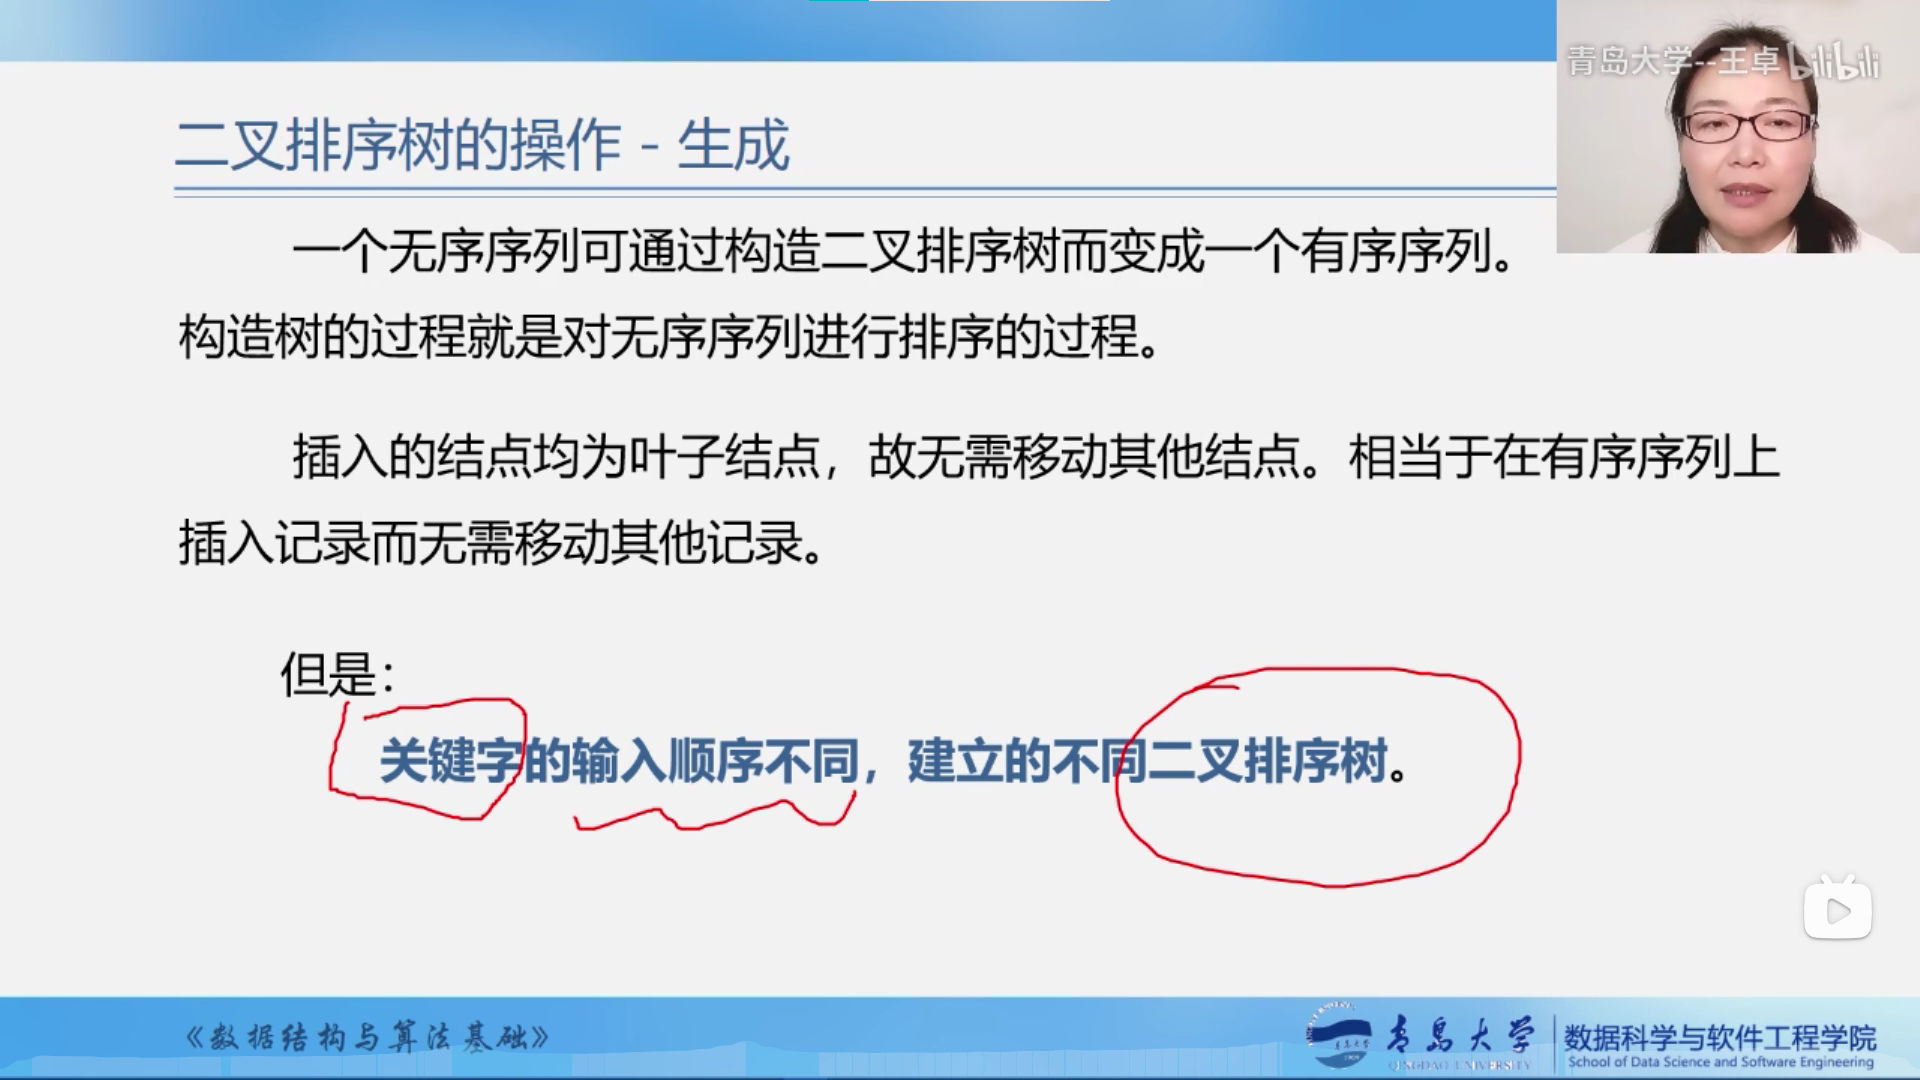 青岛大学--王卓 bilibili
二叉排序树的操作 - 生成
一个无序序列可通过构造二叉排序树而变成一个有序序列。
构造树的过程就是对无序序列进行排序的过程。
插入的结点均为叶子结点，故无需移动其他结点。相当于在有序序列上
插入记录而无需移动其他记录。
但是：
关键字的输入顺序不同，建立的不同二叉排序树。
《数据结构与算法基础》
青岛大学
QINGDAO UNIVERSITY
数据科学与软件工程学院
School of Data Science and Software Engineering